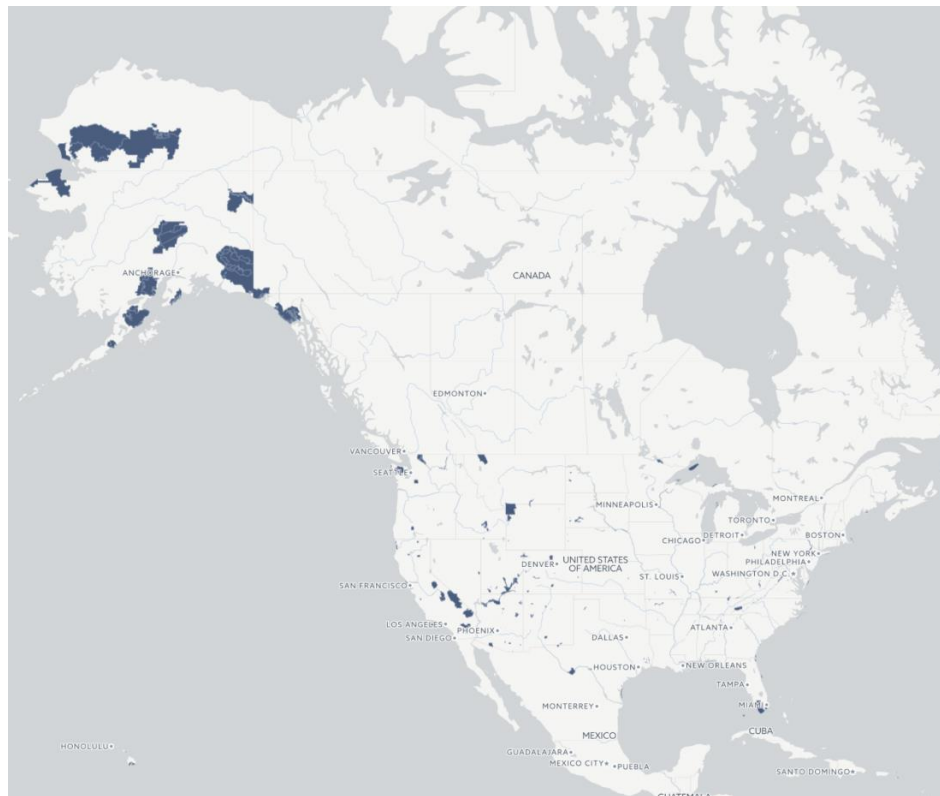 ANCHORAGE
CANADA
EDMONTON
VANCOUVER
SEATTLE
MINNEAPOLIS
MONTREAL
TORONTO
CHICAGO
DETROIT
BOSTON
NEW YORK
PHILADELPHIA
DENVER
UNITED STATES
OF AMERICA
ST. LOUIS
WASHINGTON D.C.
SAN FRANCISCO
LOS ANGELES
PHOENIX
SAN DIEGO
ATLANTA
DALLAS
HOUSTON
NEW ORLEANS
TAMPA
MIAMI
MONTERREY
CUBA
MEXICO
HONOLULU
GUADALAJARA
MEXICO CITY
PUEBLA
SANTO DOMINGO
GUATEMALA